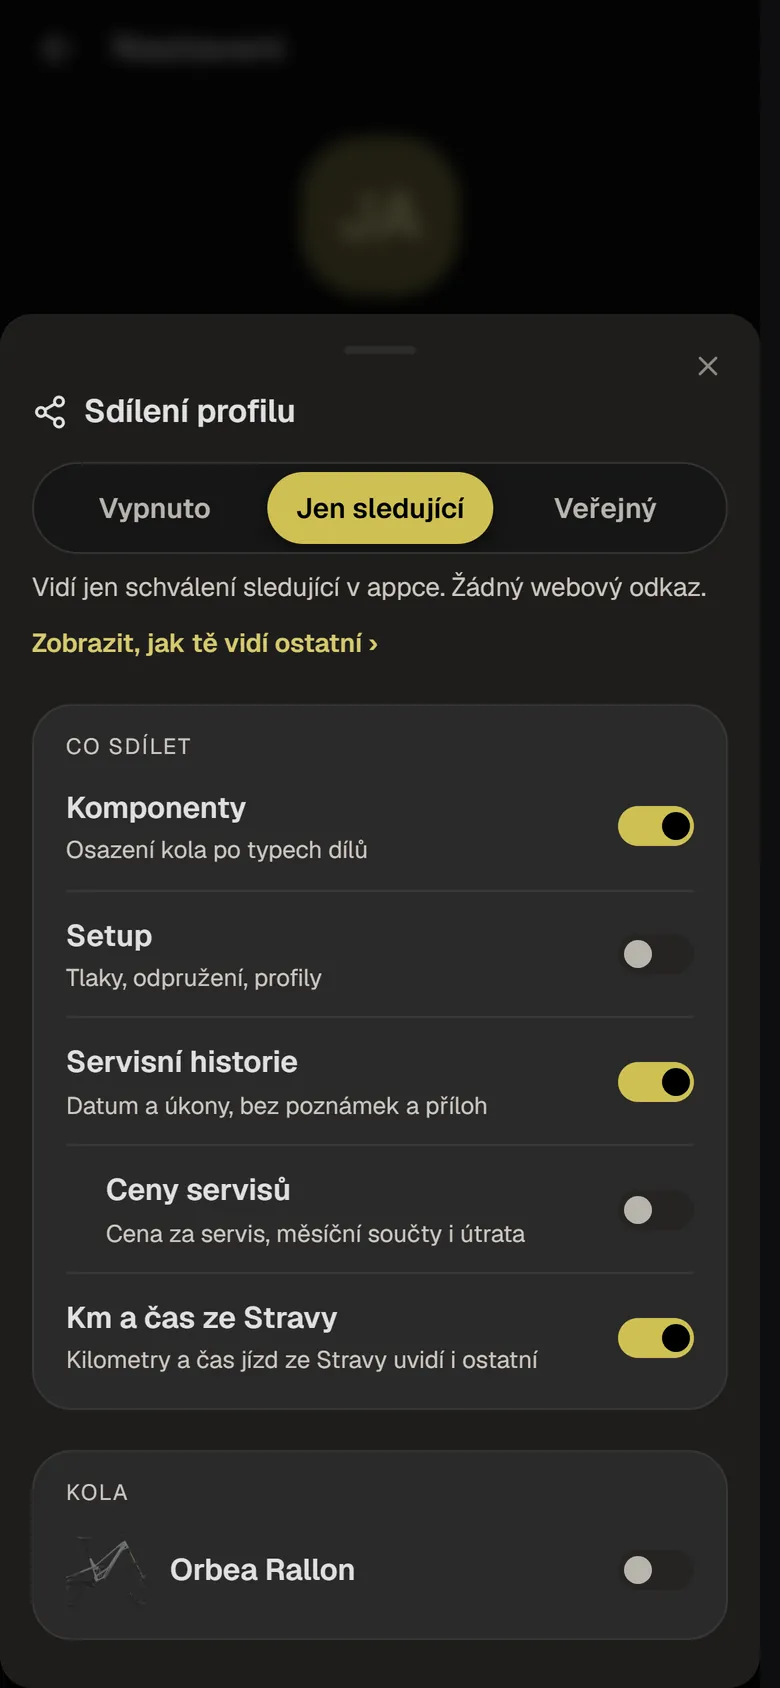 Nastavení
JA
Sdílení profilu
Vypnuto
Jen sledující
Veřejný
Vidí jen schválení sledující v appce. Žádný webový odkaz.
Zobrazit, jak tě vidí ostatní ›
CO SDÍLET
Komponenty
Osazení kola po typech dílů
Setup
Tlaky, odpružení, profily
Servisní historie
Datum a úkony, bez poznámek a příloh
Ceny servisů
Cena za servis, měsíční součty i útrata
Km a čas ze Stravy
Kilometry a čas jízd ze Stravy uvidí i ostatní
KOLA
Orbea Rallon